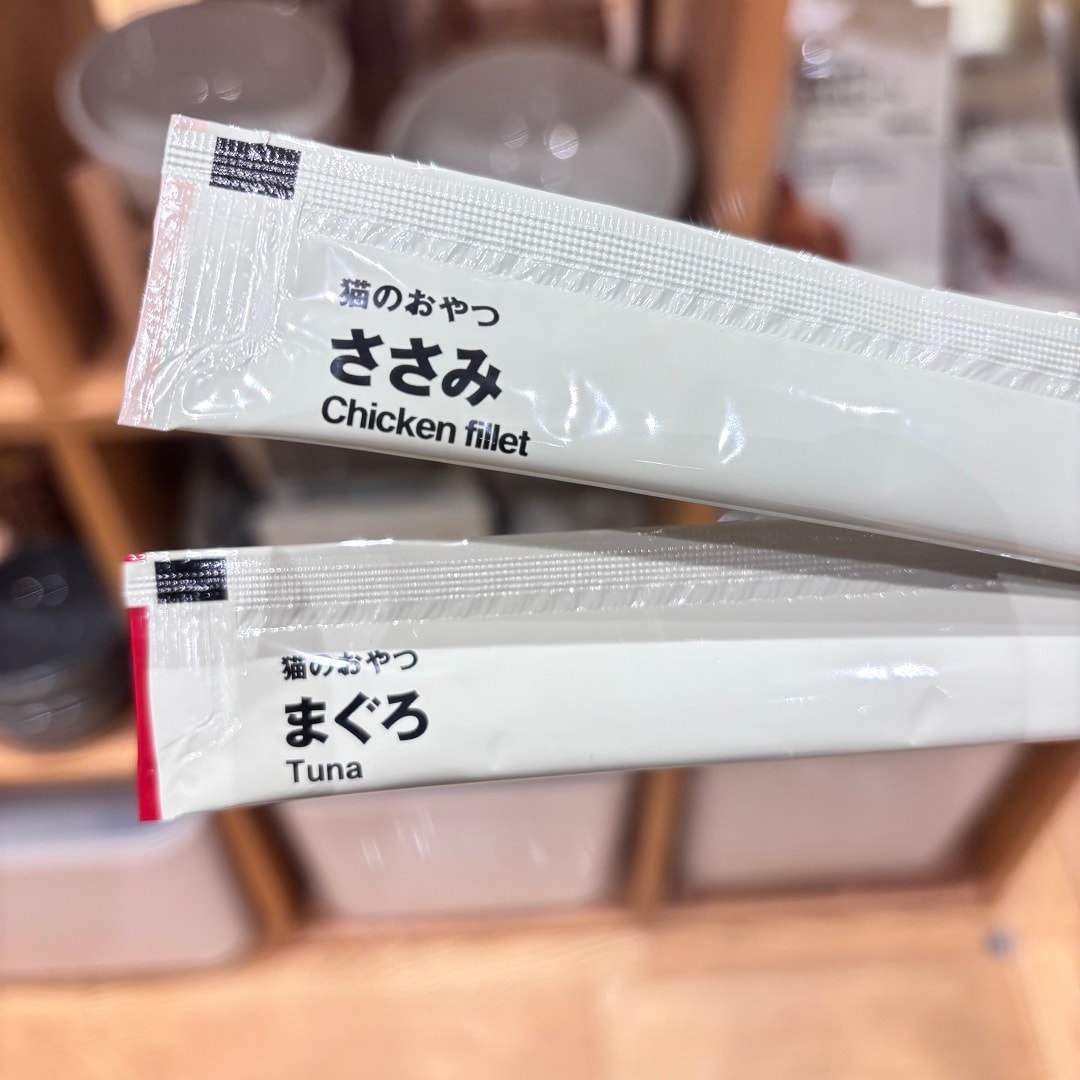 猫のおやつ
ささみ
Chicken fillet
猫のおやつ
まぐろ
Tuna